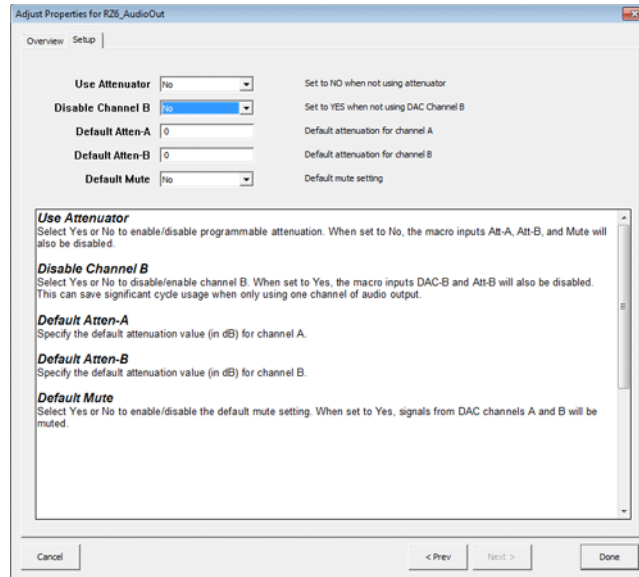 Adjust Properties for RZ6_AudioOut
Overview Setup
Use Attenuator No Set to NO when not using attenuator
Disable Channel B No Set to YES when not using DAC Channel B
Default Atten-A 0 Default attenuation for channel A
Default Atten-B 0 Default attenuation for channel B
Default Mute No Default mute setting
Use Attenuator
Select Yes or No to enable/disable programmable attenuation. When set to No, the macro inputs Att-A, Att-B, and Mute will
also be disabled.
Disable Channel B
Select Yes or No to disable/enable channel B. When set to Yes, the macro inputs DAC-B and Att-B will also be disabled.
This can save significant cycle usage when only using one channel of audio output.
Default Atten-A
Specify the default attenuation value (in dB) for channel A.
Default Atten-B
Specify the default attenuation value (in dB) for channel B.
Default Mute
Select Yes or No to enable/disable the default mute setting. When set to Yes, signals from DAC channels A and B will be
muted.
Cancel < Prev Next > Done